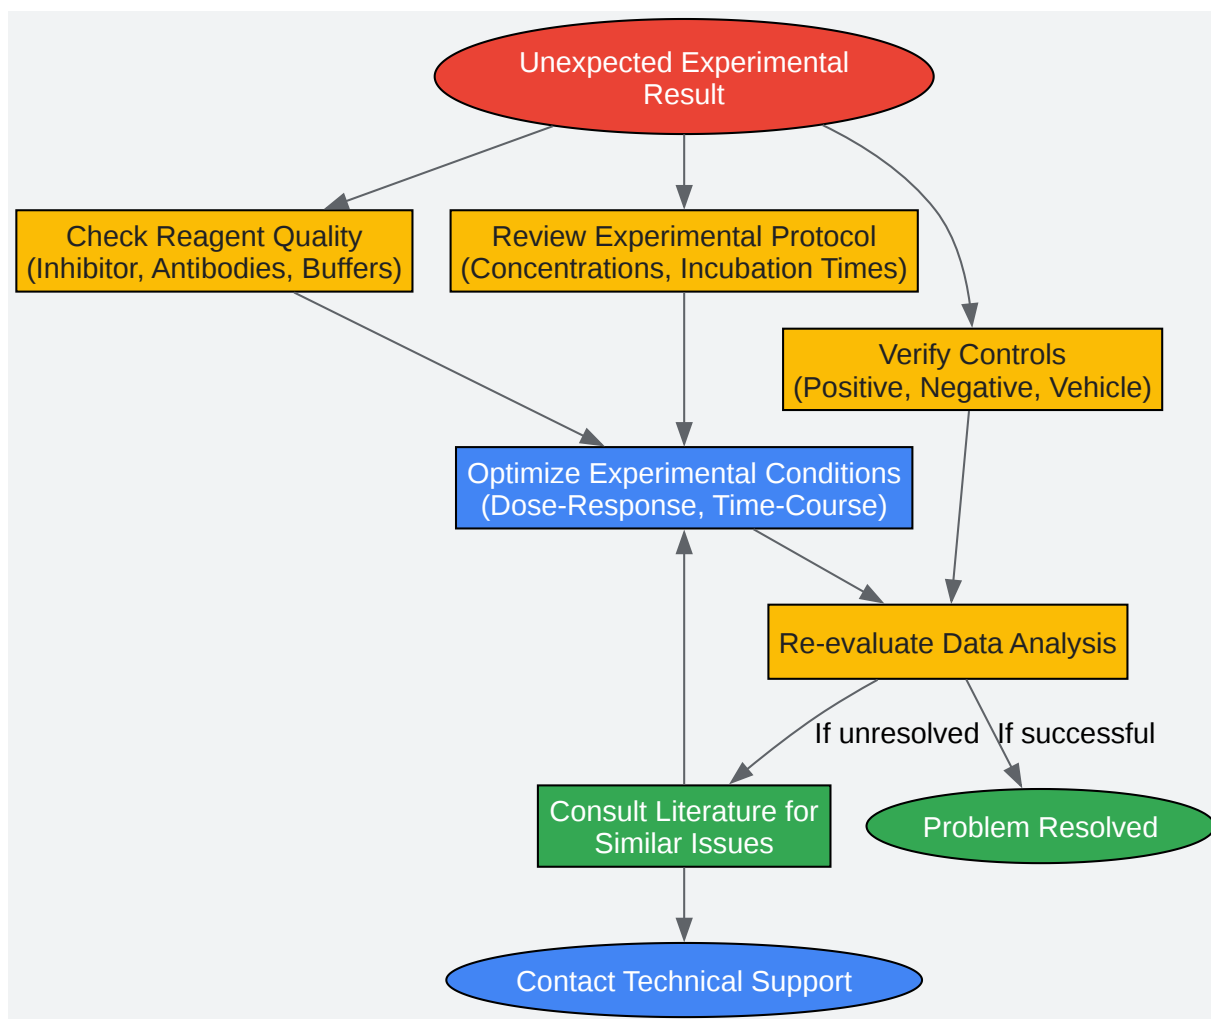 Unexpected Experimental
Result
Check Reagent Quality
(Inhibitor, Antibodies, Buffers)
Review Experimental Protocol
(Concentrations, Incubation Times)
Verify Controls
(Positive, Negative, Vehicle)
Optimize Experimental Conditions
(Dose-Response, Time-Course)
Re-evaluate Data Analysis
If unresolved
If successful
Consult Literature for
Similar Issues
Problem Resolved
Contact Technical Support